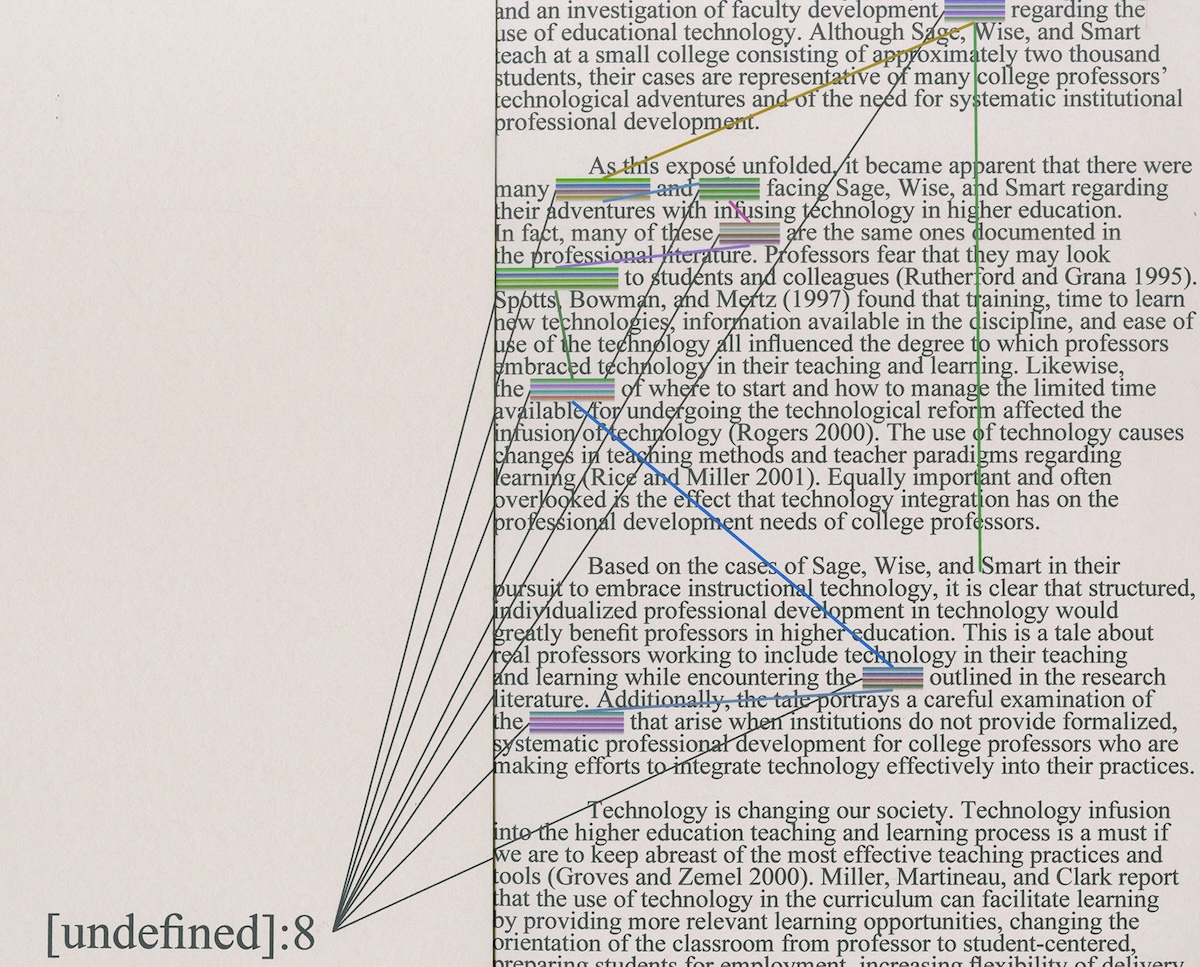 and an investigation of faculty development regarding the
use of educational technology. Although Sage, Wise, and Smart
teach at a small college consisting of approximately two thousand
students, their cases are representative of many college professors’
technological adventures and of the need for systematic institutional
professional development.
As this exposé unfolded, it became apparent that there were
many and facing Sage, Wise, and Smart regarding
their adventures with infusing technology in higher education.
In fact, many of these are the same ones documented in
the professional literature. Professors fear that they may look
to students and colleagues (Rutherford and Grana 1995).
Spotts, Bowman, and Mertz (1997) found that training, time to learn
new technologies, information available in the discipline, and ease of
use of the technology all influenced the degree to which professors
embraced technology in their teaching and learning. Likewise,
the of where to start and how to manage the limited time
available for undergoing the technological reform affected the
infusion of technology (Rogers 2000). The use of technology causes
changes in teaching methods and teacher paradigms regarding
learning (Rice and Miller 2001). Equally important and often
overlooked is the effect that technology integration has on the
professional development needs of college professors.
Based on the cases of Sage, Wise, and Smart in their
pursuit to embrace instructional technology, it is clear that structured,
individualized professional development in technology would
greatly benefit professors in higher education. This is a tale about
real professors working to include technology in their teaching
and learning while encountering the outlined in the research
literature. Additionally, the tale portrays a careful examination of
the that arise when institutions do not provide formalized,
systematic professional development for college professors who are
making efforts to integrate technology effectively into their practices.
Technology is changing our society. Technology infusion
into the higher education teaching and learning process is a must if
we are to keep abreast of the most effective teaching practices and
tools (Groves and Zemel 2000). Miller, Martineau, and Clark report
that the use of technology in the curriculum can facilitate learning
by providing more relevant learning opportunities, changing the
[undefined]:8
orientation of the classroom from professor to student-centered,
preparing students for employment, increasing flexibility of delivery